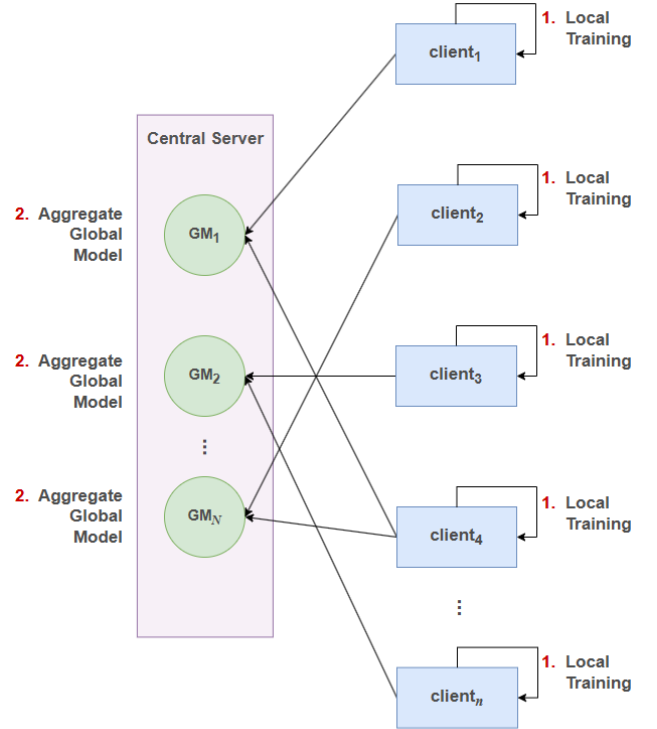 1. Local
Training
client₁
Central Server
1. Local
Training
client₂
2. Aggregate
Global
Model
GM₁
1. Local
Training
client₃
2. Aggregate
Global
Model
GM₂
⋮
2. Aggregate
Global
Model
GM_N
1. Local
Training
client₄
⋮
1. Local
Training
clientₙ